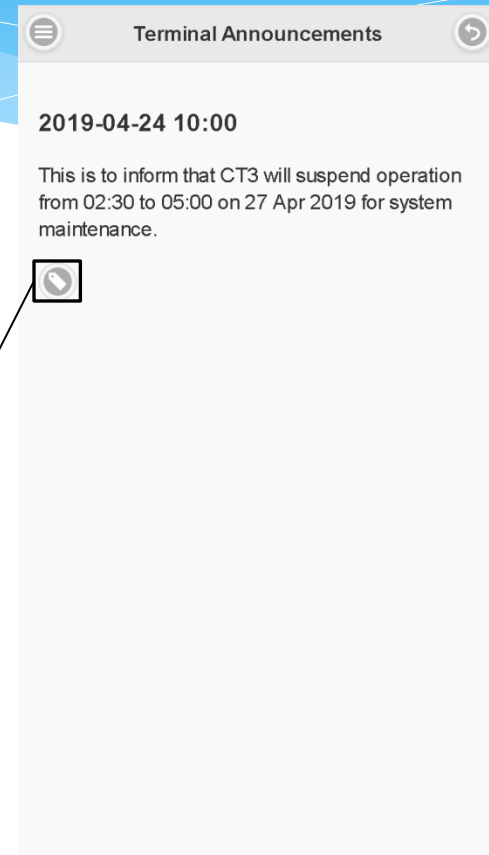 Terminal Announcements
2019-04-24 10:00
This is to inform that CT3 will suspend operation
from 02:30 to 05:00 on 27 Apr 2019 for system
maintenance.